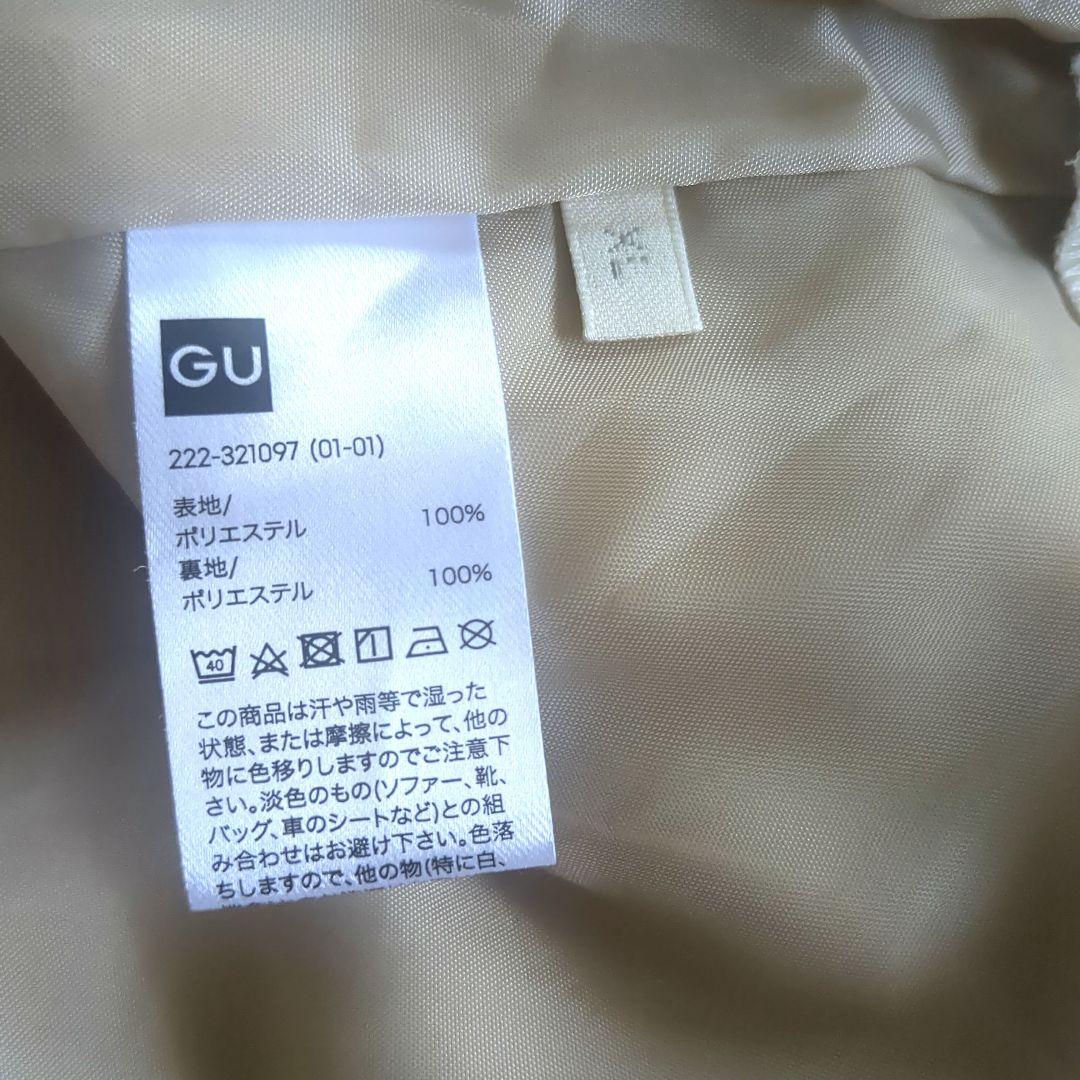 GU
222-321097 (01-01)
表地/
ポリエステル 100%
裏地/
ポリエステル 100%
40
この商品は汗や雨等で湿った
状態、または摩擦によって、他の
物に色移りしますのでご注意下
さい。淡色のもの(ソファー、靴、
バッグ、車のシートなど)との組
み合わせはお避け下さい。色落
ちしますので、他の物(特に白、
XL